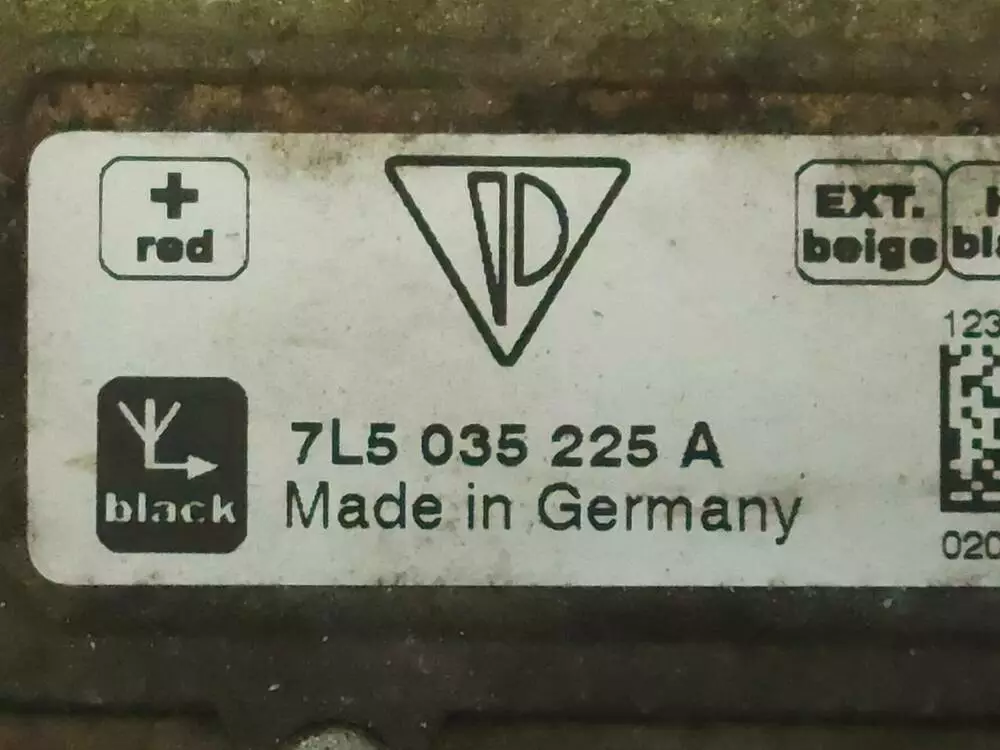 +
red
EXT.
beige
123
black
7L5 035 225 A
Made in Germany
020